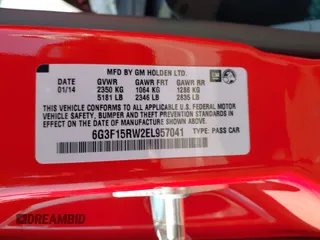 MFD BY GM HOLDEN LTD.
DATE GVWR GAWR FRT GAWR RR
01/14 2350 KG 1064 KG 1286 KG
5181 LB 2346 LB 2835 LB
THIS VEHICLE CONFORMS TO ALL APPLICABLE U.S. FEDERAL MOTOR
VEHICLE SAFETY, BUMPER, AND THEFT PREVENTION STANDARDS
IN EFFECT ON THE DATE OF MANUFACTURE SHOWN ABOVE.
6G3F15RW2EL957041 TYPE: PASS CAR
DREAMBID